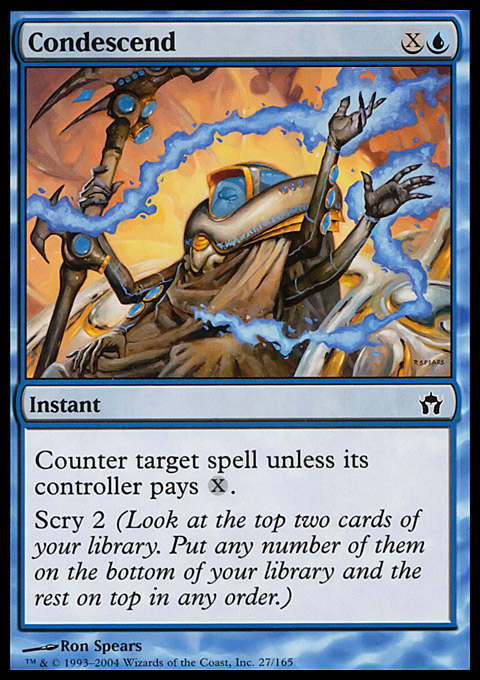 Condescend X
R SPEARS
Instant
Counter target spell unless its
controller pays X.
Scry 2 (Look at the top two cards of
your library. Put any number of them
on the bottom of your library and the
rest on top in any order.)
Ron Spears
™ & © 1993–2004 Wizards of the Coast, Inc. 27/165